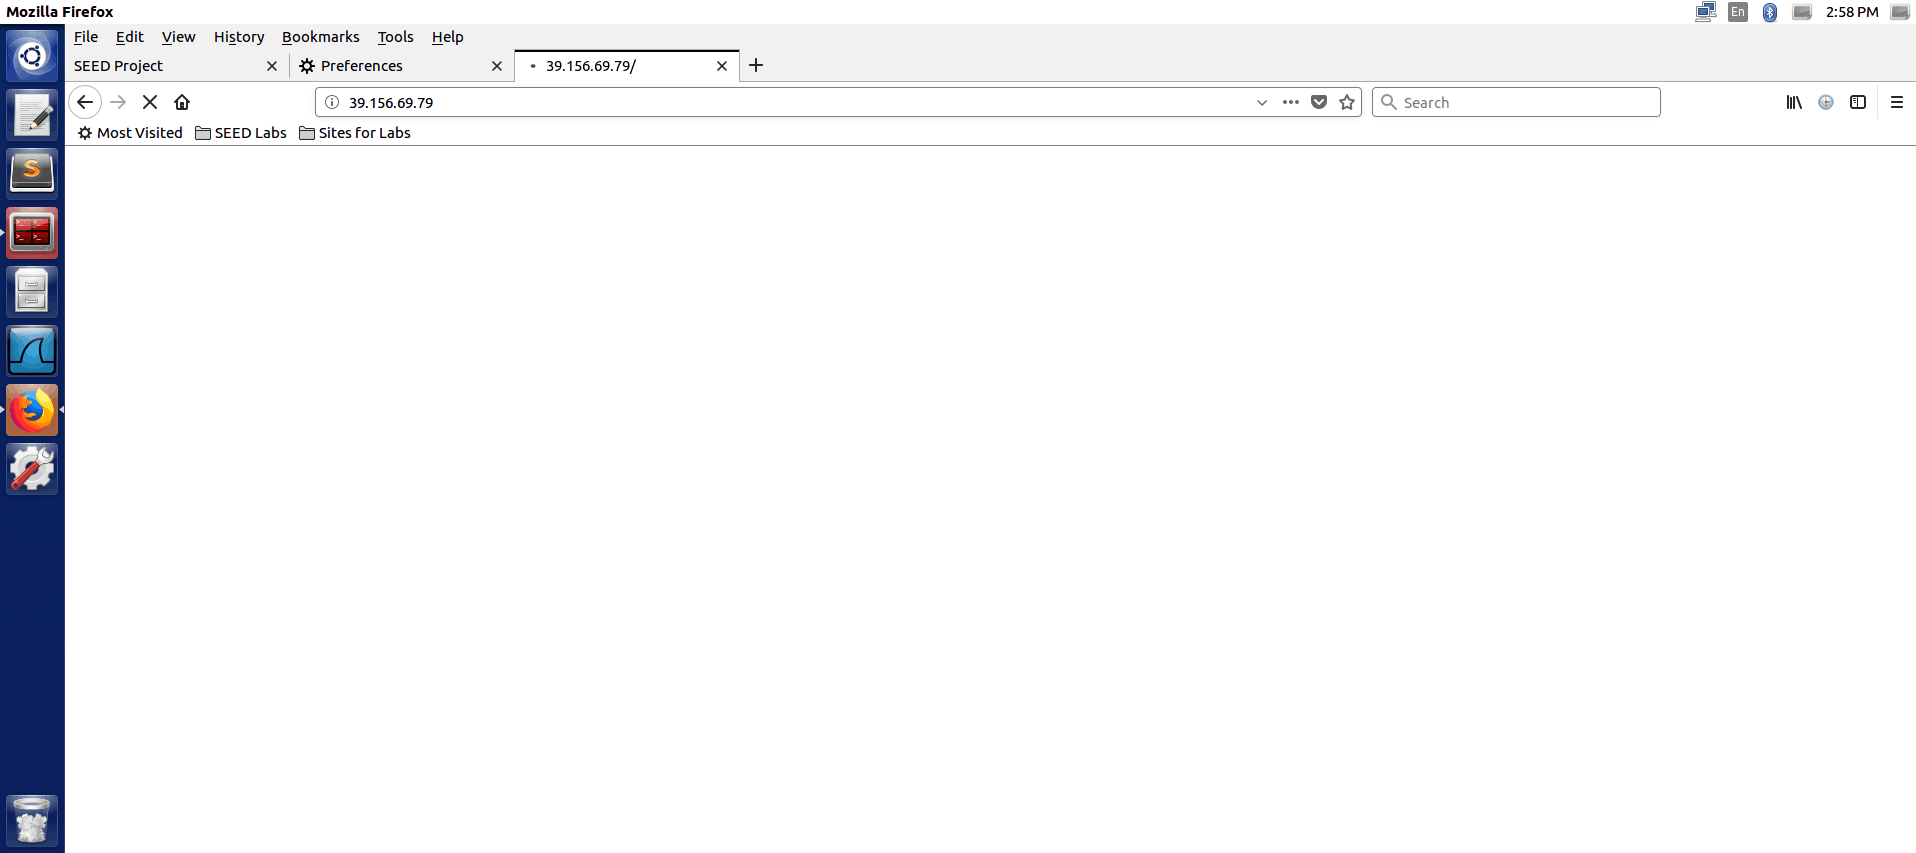 Mozilla Firefox
En
2:58 PM
File Edit View History Bookmarks Tools Help
SEED Project
Preferences
39.156.69.79/
39.156.69.79
Search
Most Visited
SEED Labs
Sites for Labs